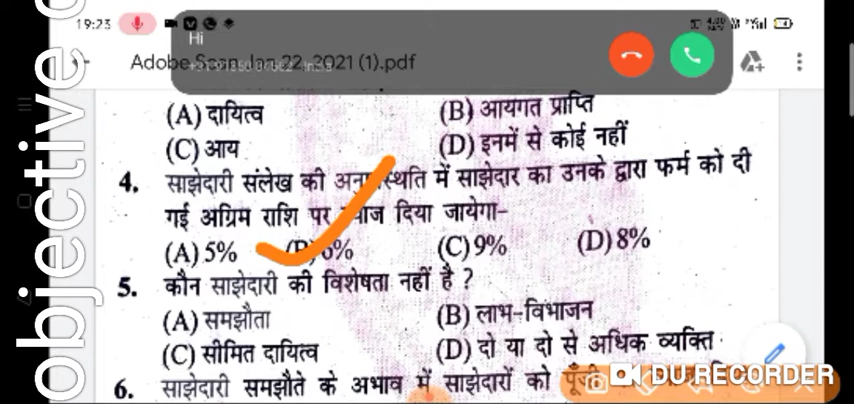 19:23
Hi
Adobe Scan Jan 22, 2021 (1).pdf
objective
(A) दायित्व (B) आयगत प्राप्ति
(C) आय (D) इनमें से कोई नहीं
4. साझेदारी संलेख की अनुपस्थिति में साझेदार का उनके द्वारा फर्म को दी
गई अग्रिम राशि पर ब्याज दिया जायेगा-
(A) 5% (B) 6% (C) 9% (D) 8%
5. कौन साझेदारी की विशेषता नहीं है ?
(A) समझौता (B) लाभ-विभाजन
(C) सीमित दायित्व (D) दो या दो से अधिक व्यक्ति
6. साझेदारी समझौते के अभाव में साझेदारों को पूँजी
DU RECORDER